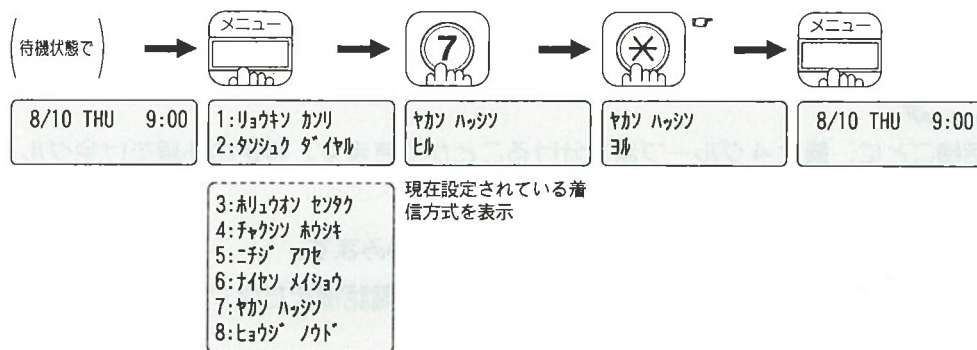 待機状態で
メニュー
7
＊
☞
メニュー
8/10 THU 9:00
1:リョウキン カンリ
2:タンシュク ダイヤル
ヤカン ハッシン
ヒル
ヤカン ハッシン
ヨル
8/10 THU 9:00
3:ホリュウオン センタク
4:チャクシン ホウシキ
5:ニチジ アワセ
6:ナイセン メイショウ
7:ヤカン ハッシン
8:ヒョウジ ノウド
現在設定されている着
信方式を表示